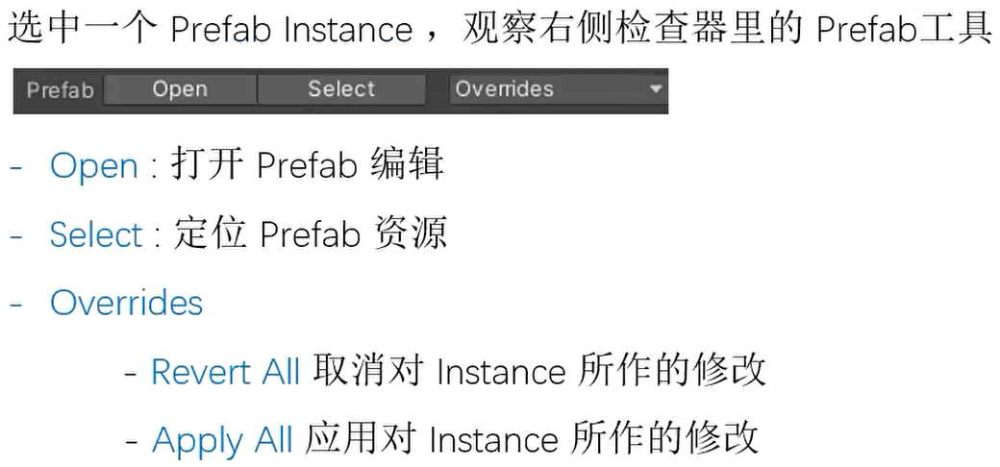 选中一个 Prefab Instance ，观察右侧检查器里的 Prefab工具
Prefab Open Select Overrides
- Open : 打开 Prefab 编辑
- Select : 定位 Prefab 资源
- Overrides
- Revert All 取消对 Instance 所作的修改
- Apply All 应用对 Instance 所作的修改